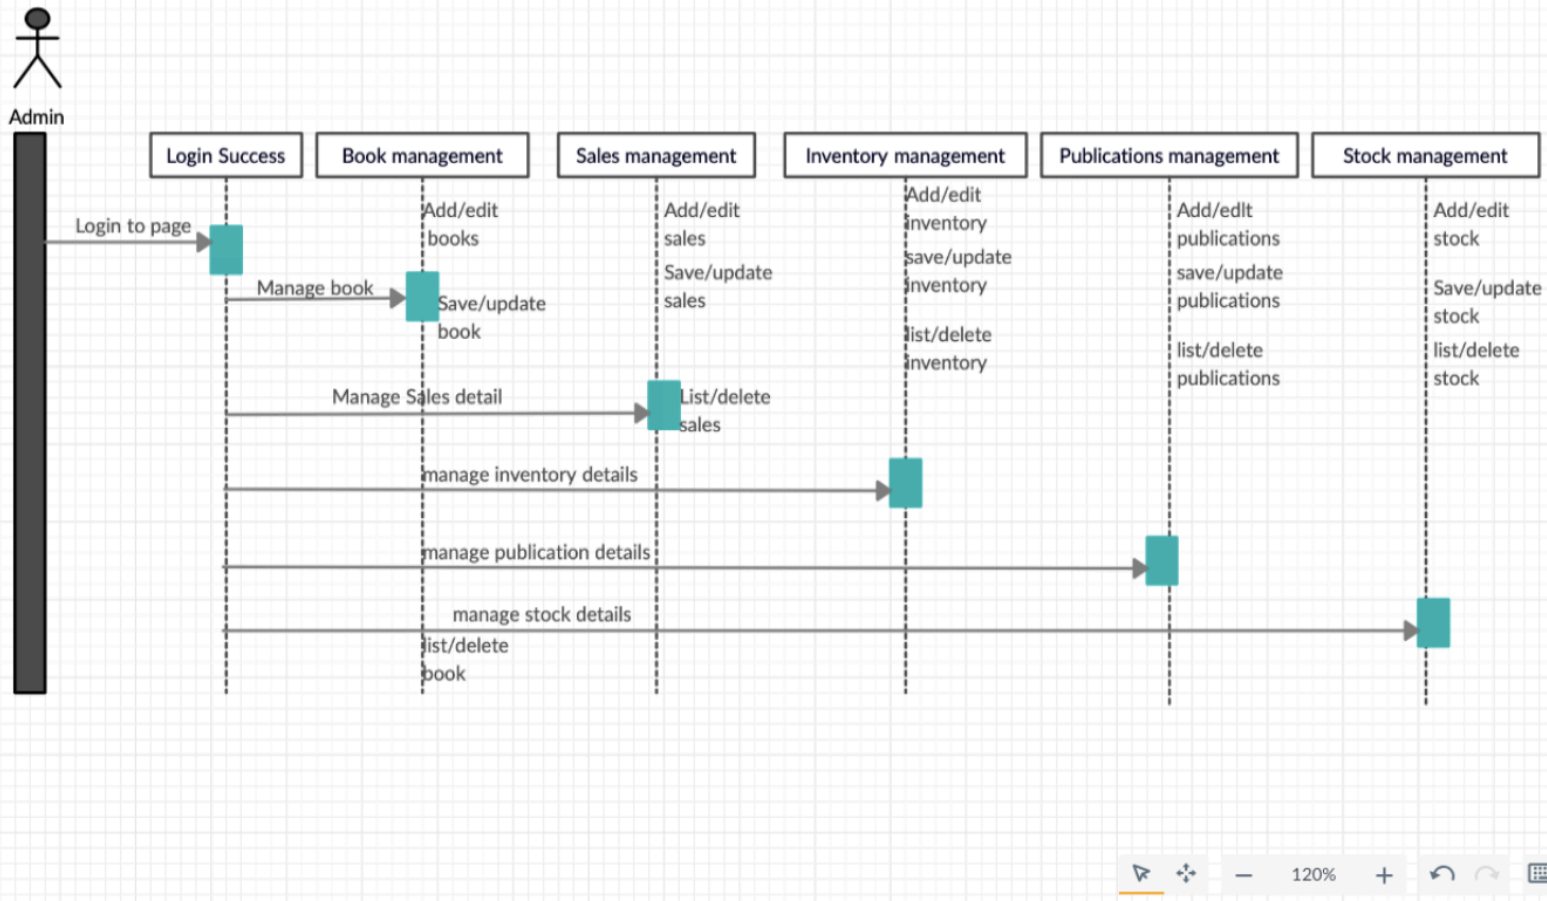 Admin
Login Success
Book management
Sales management
Inventory management
Publications management
Stock management
Login to page
Manage book
Add/edit
books
Save/update
book
Add/edit
sales
Save/update
sales
Add/edit
inventory
save/update
inventory
list/delete
inventory
Add/edlt
publications
save/update
publications
list/delete
publications
Add/edit
stock
Save/update
stock
list/delete
stock
Manage Sales detail
List/delete
sales
manage inventory details
manage publication details
manage stock details
list/delete
book
120%